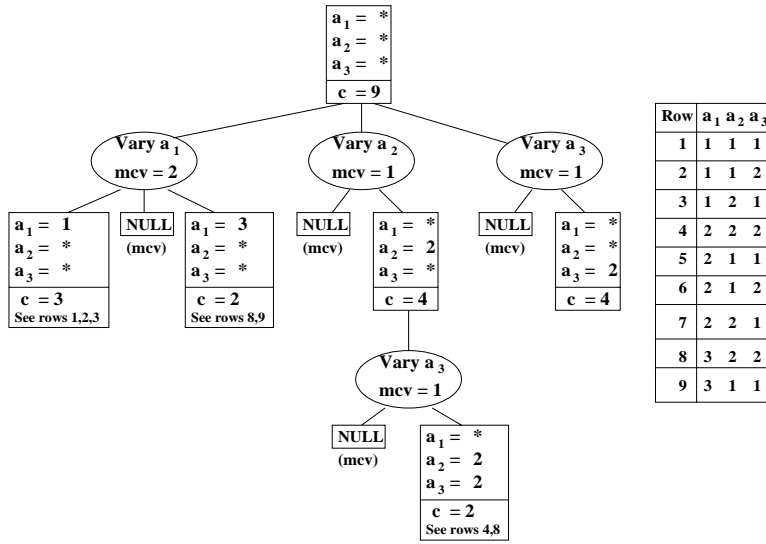 a1 = *
a2 = *
a3 = *
c = 9
Vary a1
mcv = 2
Vary a2
mcv = 1
Vary a3
mcv = 1
a1 = 1
a2 = *
a3 = *
c = 3
See rows 1,2,3
NULL
(mcv)
a1 = 3
a2 = *
a3 = *
c = 2
See rows 8,9
NULL
(mcv)
a1 = *
a2 = 2
a3 = *
c = 4
NULL
(mcv)
a1 = *
a2 = *
a3 = 2
c = 4
Vary a3
mcv = 1
NULL
(mcv)
a1 = *
a2 = 2
a3 = 2
c = 2
See rows 4,8
Row a1 a2 a3
1 1 1 1
2 1 1 2
3 1 2 1
4 2 2 2
5 2 1 1
6 2 1 2
7 2 2 1
8 3 2 2
9 3 1 1